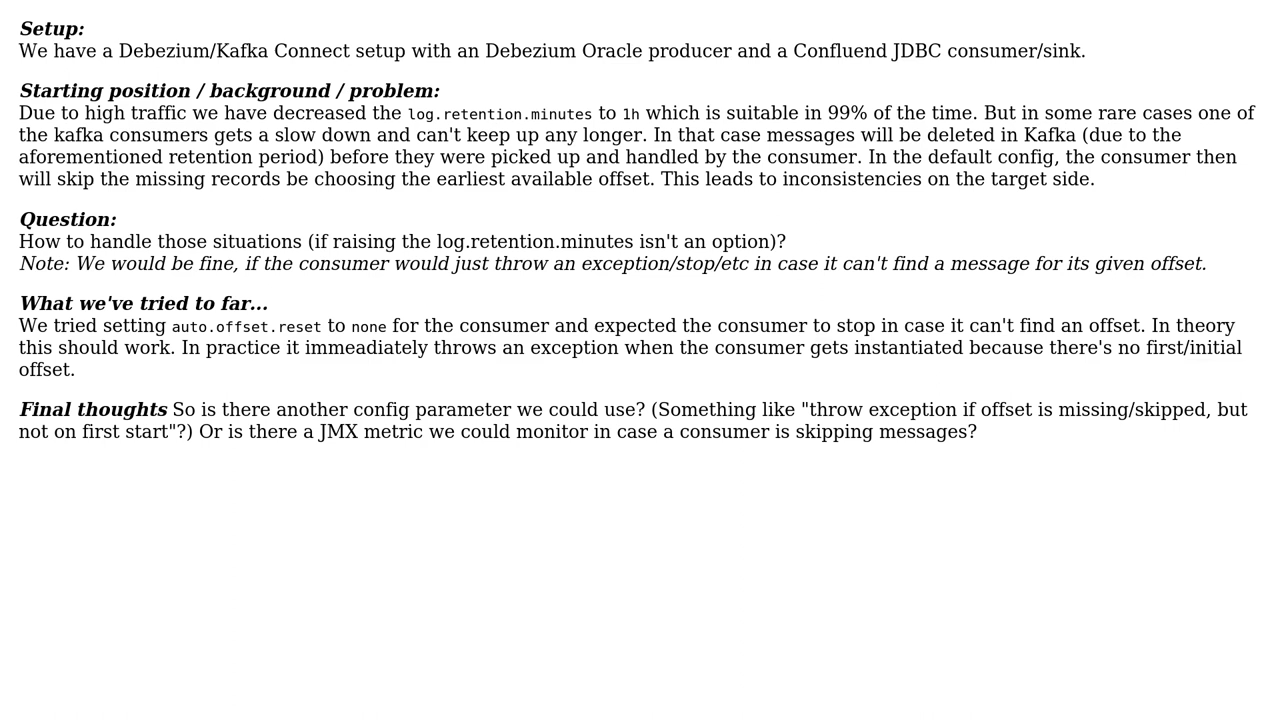 Setup:
We have a Debezium/Kafka Connect setup with an Debezium Oracle producer and a Confluend JDBC consumer/sink.
Starting position / background / problem:
Due to high traffic we have decreased the log.retention.minutes to 1h which is suitable in 99% of the time. But in some rare cases one of
the kafka consumers gets a slow down and can't keep up any longer. In that case messages will be deleted in Kafka (due to the
aforementioned retention period) before they were picked up and handled by the consumer. In the default config, the consumer then
will skip the missing records be choosing the earliest available offset. This leads to inconsistencies on the target side.
Question:
How to handle those situations (if raising the log.retention.minutes isn't an option)?
Note: We would be fine, if the consumer would just throw an exception/stop/etc in case it can't find a message for its given offset.
What we've tried to far...
We tried setting auto.offset.reset to none for the consumer and expected the consumer to stop in case it can't find an offset. In theory
this should work. In practice it immeadiately throws an exception when the consumer gets instantiated because there's no first/initial
offset.
Final thoughts So is there another config parameter we could use? (Something like "throw exception if offset is missing/skipped, but
not on first start"?) Or is there a JMX metric we could monitor in case a consumer is skipping messages?